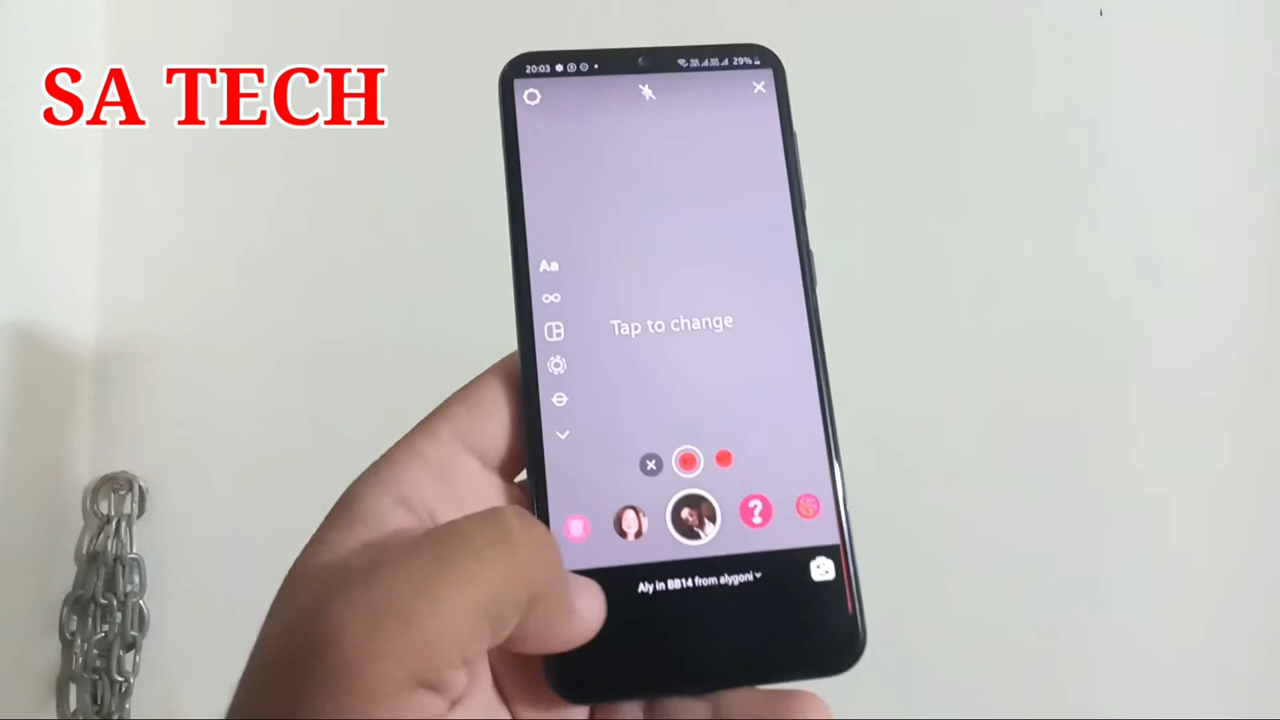 SA TECH
20:03
29%
Aa
Tap to change
?
Aly in BB14 from alygoni